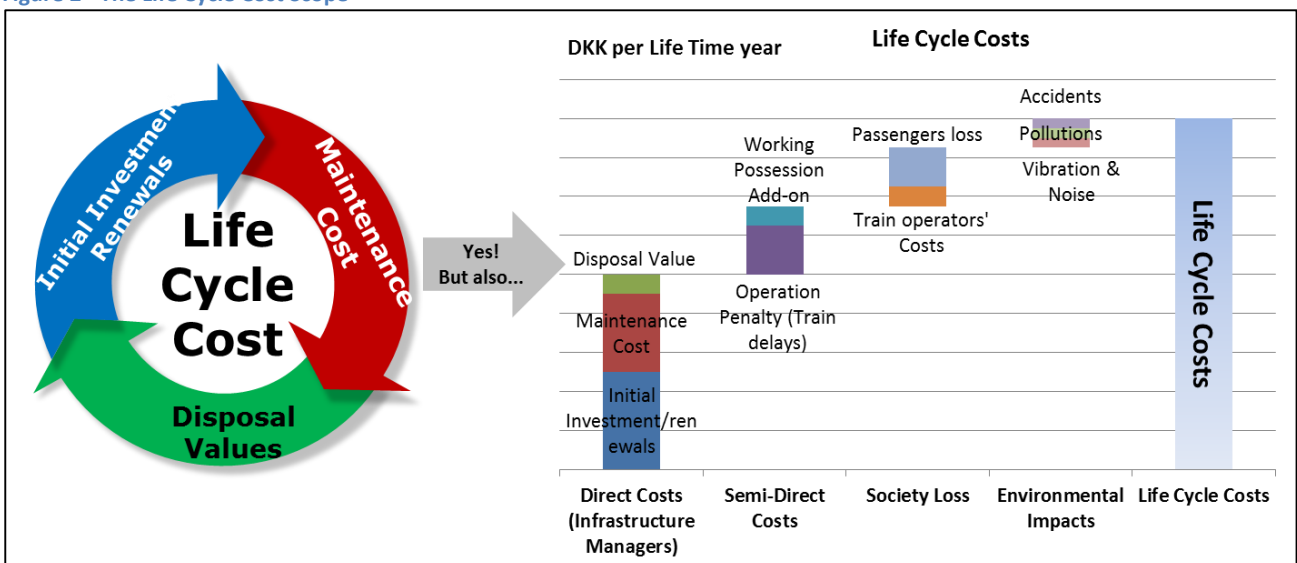 Initial Investment
Renewals
Maintenance
Cost
Life
Cycle
Cost
Disposal
Values
Yes!
But also...
DKK per Life Time year
Life Cycle Costs
Disposal Value
Maintenance
Cost
Initial
Investment/ren
ewals
Working
Possession
Add-on
Operation
Penalty (Train
delays)
Passengers loss
Train operators'
Costs
Accidents
Pollutions
Vibration &
Noise
Life Cycle Costs
Direct Costs
(Infrastructure
Managers)
Semi-Direct
Costs
Society Loss
Environmental
Impacts
Life Cycle Costs